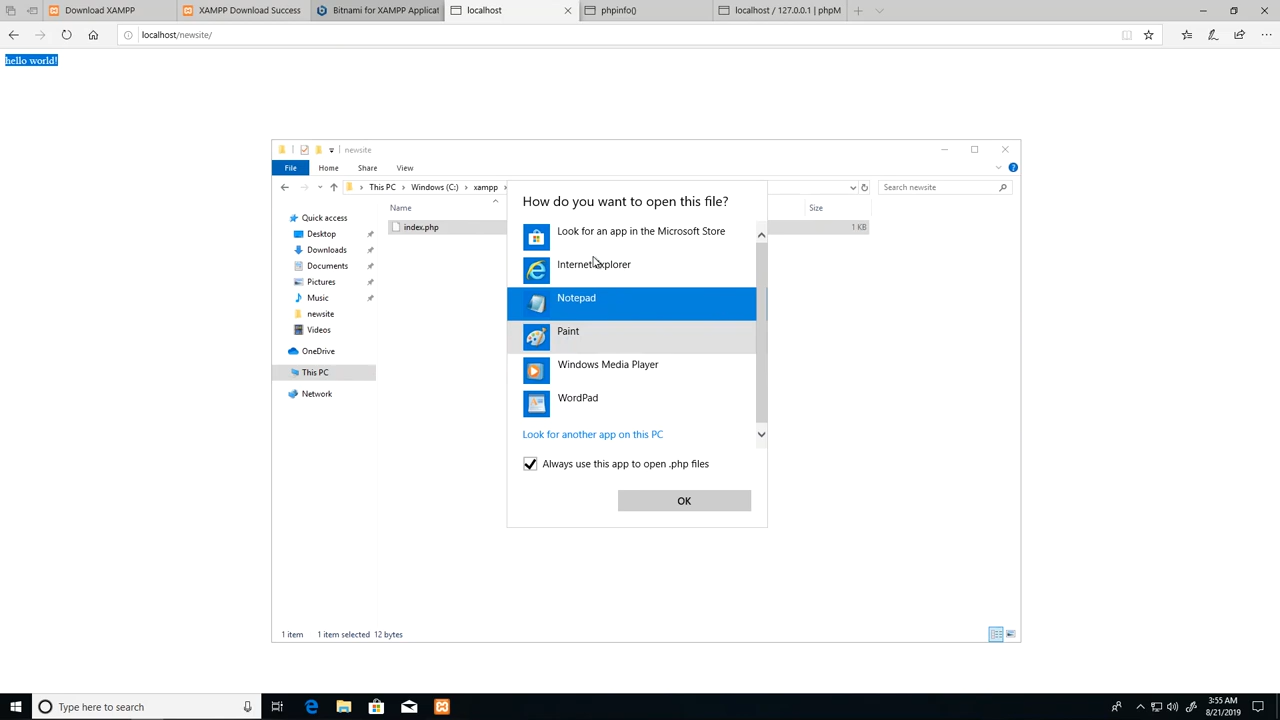 Download XAMPP
XAMPP Download Success
Bitnami for XAMPP Applicat
localhost
phpinfo()
localhost / 127.0.0.1 | phpM
localhost/newsite/
hello world!
newsite
File Home Share View
This PC Windows (C:) xampp
Search newsite
Name Size
index.php 1 KB
Quick access
Desktop
Downloads
Documents
Pictures
Music
newsite
Videos
OneDrive
This PC
Network
How do you want to open this file?
Look for an app in the Microsoft Store
Internet Explorer
Notepad
Paint
Windows Media Player
WordPad
Look for another app on this PC
Always use this app to open .php files
OK
1 item 1 item selected 12 bytes
Type here to search
3:55 AM
8/21/2019